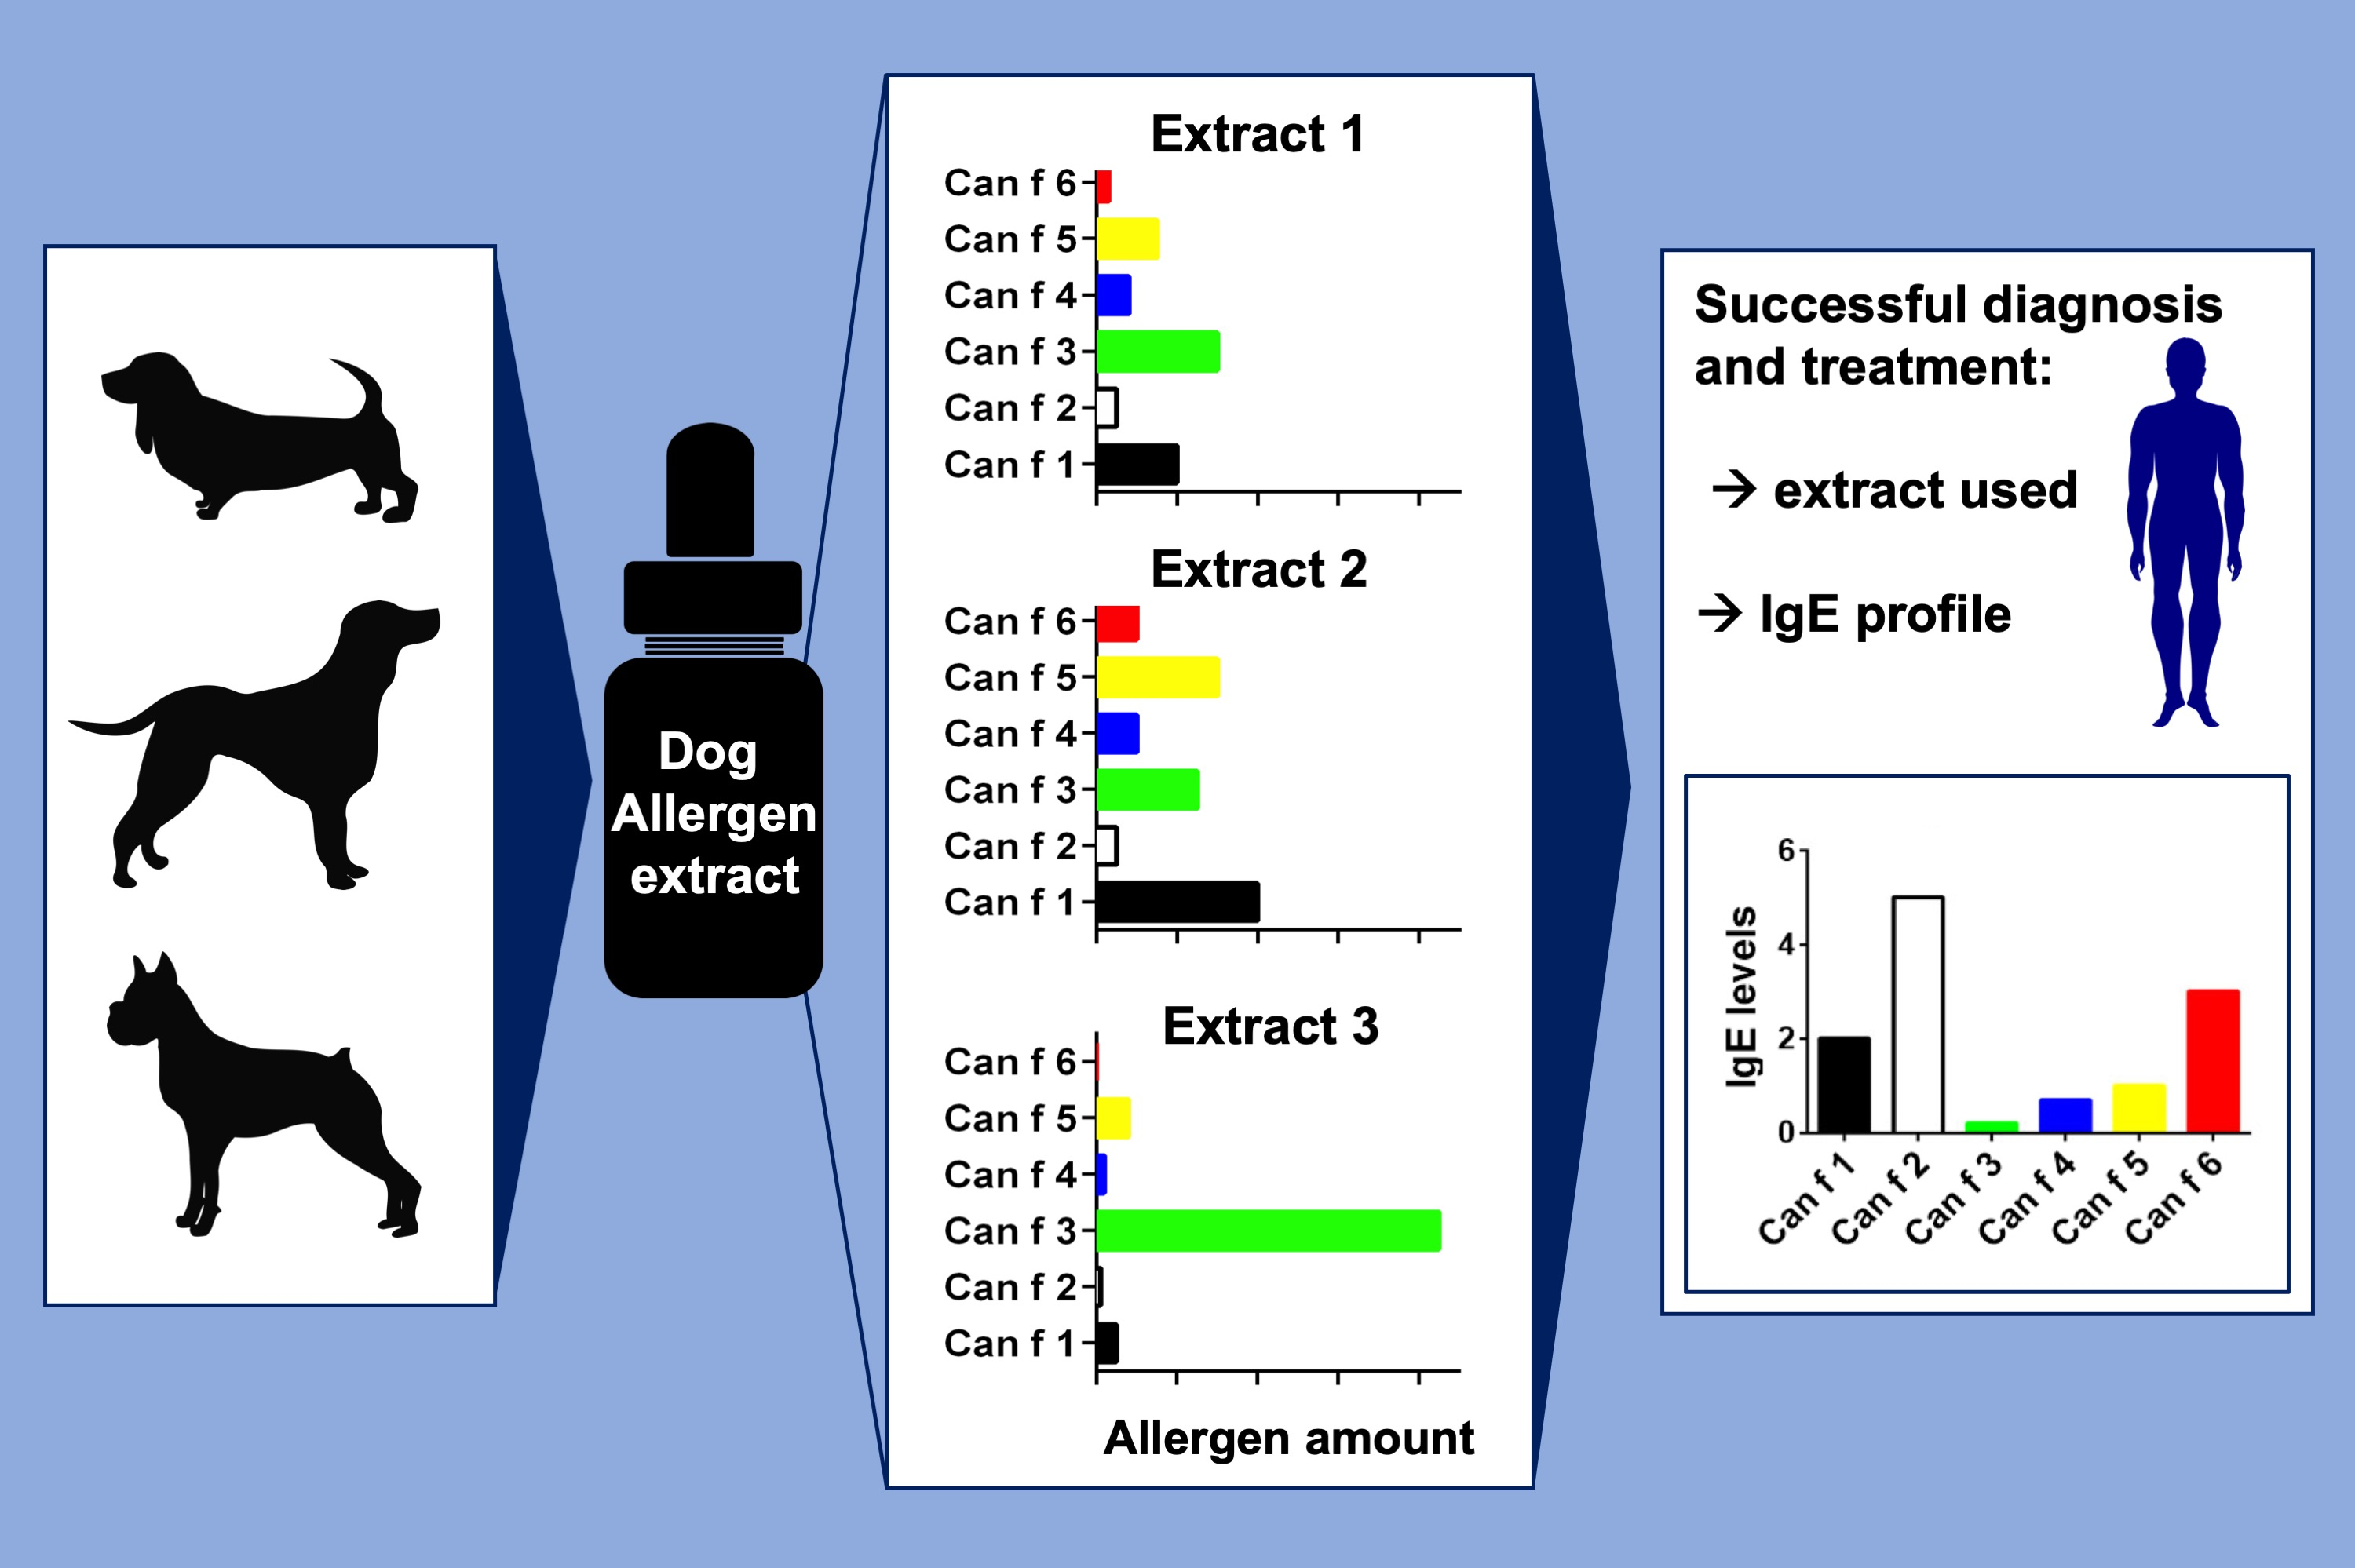 Dog
Allergen
extract
Extract 1
Can f 6
Can f 5
Can f 4
Can f 3
Can f 2
Can f 1
Extract 2
Can f 6
Can f 5
Can f 4
Can f 3
Can f 2
Can f 1
Extract 3
Can f 6
Can f 5
Can f 4
Can f 3
Can f 2
Can f 1
Allergen amount
Successful diagnosis
and treatment:
→ extract used
→ IgE profile
IgE levels
6
4
2
0
Can f 1
Can f 2
Can f 3
Can f 4
Can f 5
Can f 6